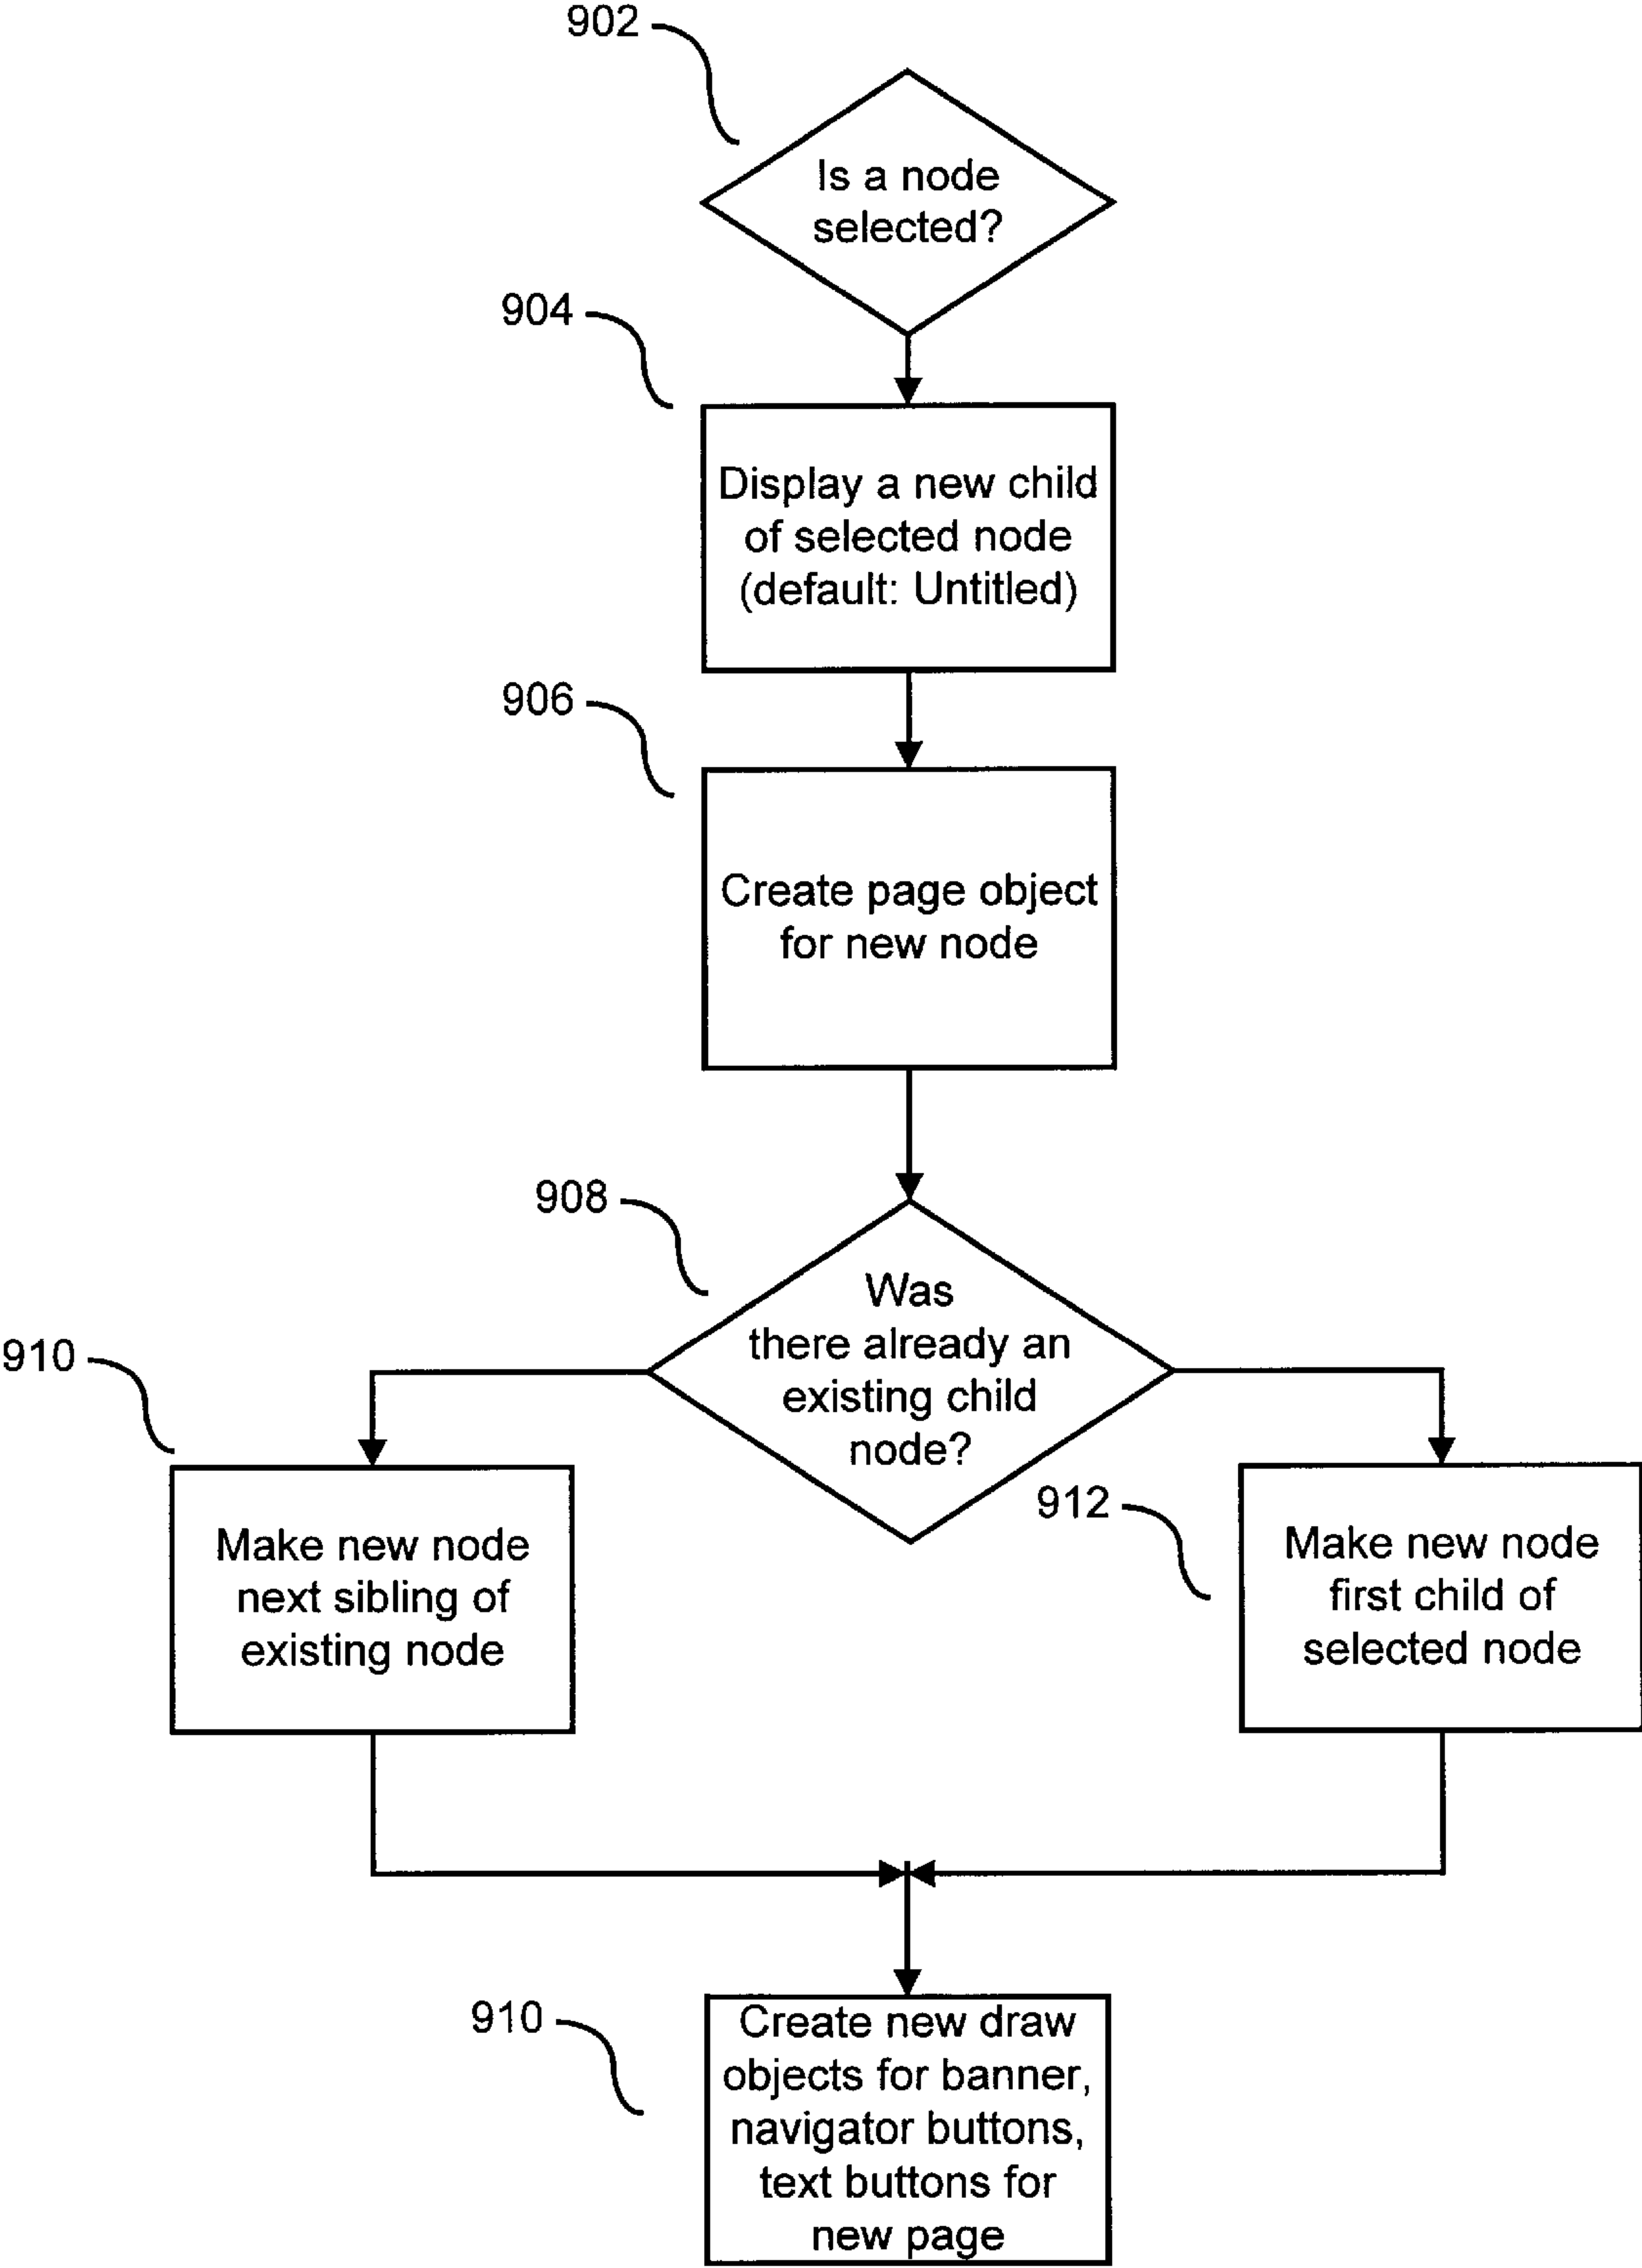 902
Is a node
selected?
904
Display a new child
of selected node
(default: Untitled)
906
Create page object
for new node
908
Was
there already an
existing child
node?
910
Make new node
next sibling of
existing node
912
Make new node
first child of
selected node
910
Create new draw
objects for banner,
navigator buttons,
text buttons for
new page